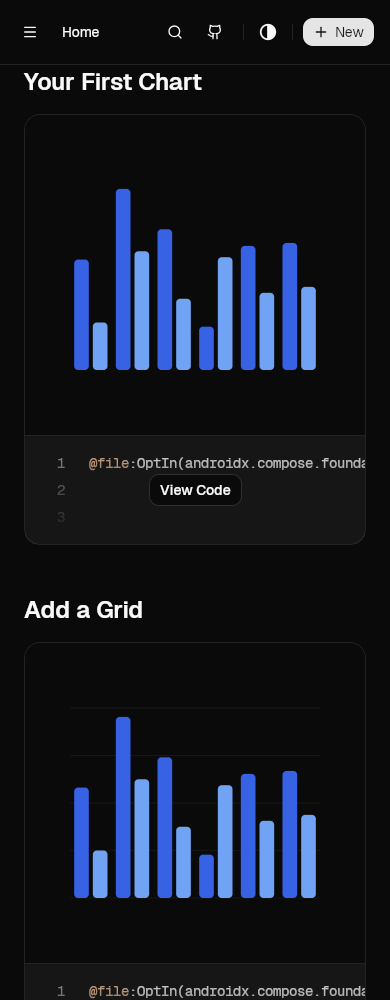 Home
New
Your First Chart
1 @file:OptIn(androidx.compose.founda
2
View Code
3
Add a Grid
1 @file:OptIn(androidx.compose.founda